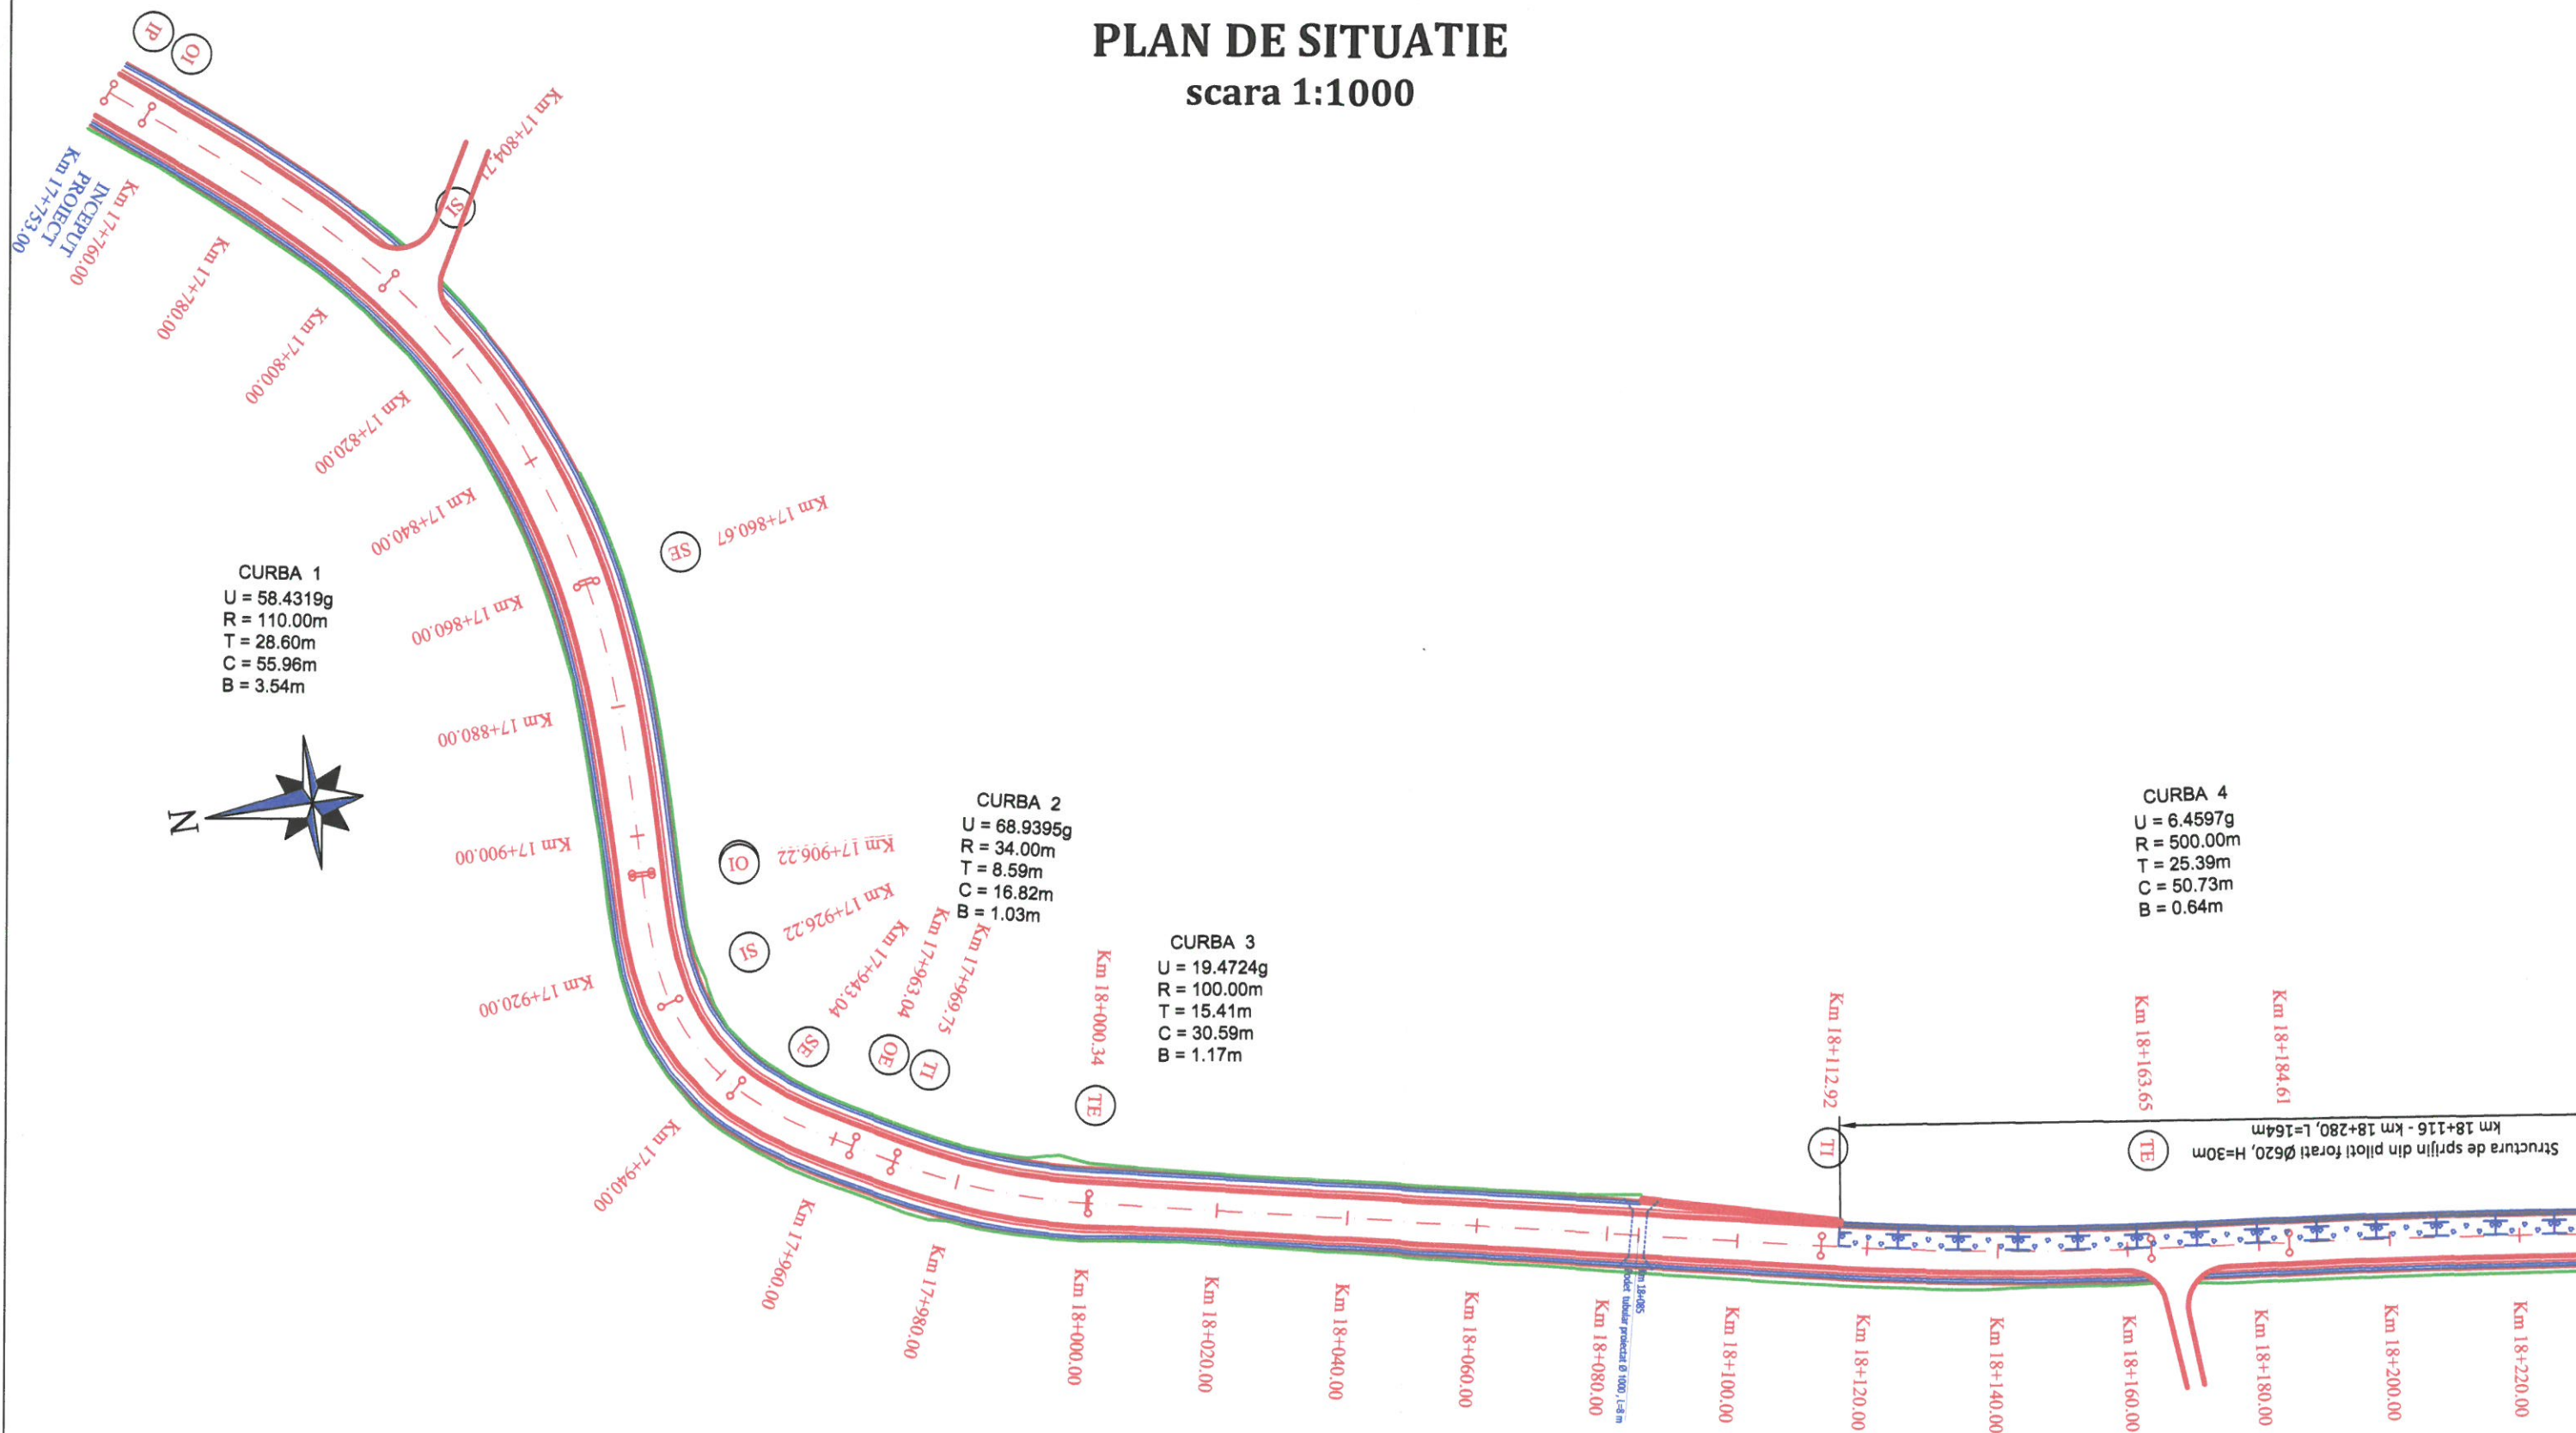 PLAN DE SITUATIE
scara 1:1000
IP
OI
Km 17+804.71
SI
INCEPUT
PROIECT
Km 17+753.00
Km 17+760.00
Km 17+780.00
Km 17+800.00
Km 17+820.00
Km 17+840.00
Km 17+860.00
Km 17+880.00
Km 17+900.00
Km 17+920.00
Km 17+940.00
Km 17+960.00
Km 17+980.00
Km 18+000.00
Km 18+020.00
Km 18+040.00
Km 18+060.00
Km 18+080.00
Km 18+100.00
Km 18+120.00
Km 18+140.00
Km 18+160.00
Km 18+180.00
Km 18+200.00
Km 18+220.00
SE
Km 17+860.67
CURBA 1
U = 58.4319g
R = 110.00m
T = 28.60m
C = 55.96m
B = 3.54m
N
OI
Km 17+906.22
SI
Km 17+926.22
SE
Km 17+943.04
OE
Km 17+963.04
TI
Km 17+969.75
CURBA 2
U = 68.9395g
R = 34.00m
T = 8.59m
C = 16.82m
B = 1.03m
Km 18+000.34
TE
CURBA 3
U = 19.4724g
R = 100.00m
T = 15.41m
C = 30.59m
B = 1.17m
CURBA 4
U = 6.4597g
R = 500.00m
T = 25.39m
C = 50.73m
B = 0.64m
Km 18+112.92
TI
Km 18+163.65
TE
Km 18+184.61
Structura de sprijin din piloti forati Ø620, H=30m
km 18+116 - km 18+280, L=164m
18+085
tubular proiectat Ø 1000, L=8 m